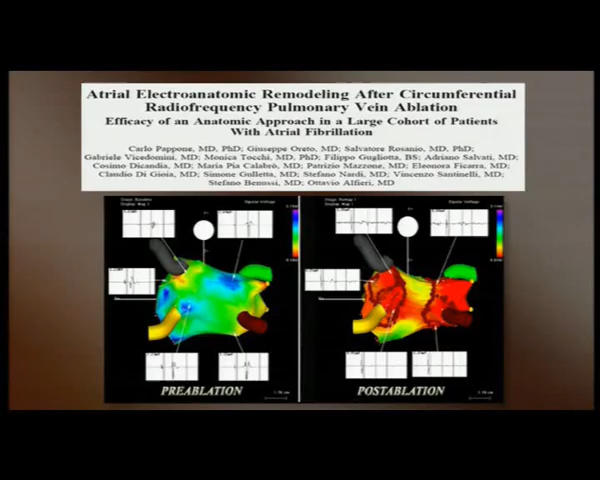 Atrial Electroanatomic Remodeling After Circumferential
Radiofrequency Pulmonary Vein Ablation
Efficacy of an Anatomic Approach in a Large Cohort of Patients
With Atrial Fibrillation
Carlo Pappone, MD, PhD; Giuseppe Oreto, MD; Salvatore Rosanio, MD, PhD;
Gabriele Vicedomini, MD; Monica Tocchi, MD, PhD; Filippo Gugliotta, BS; Adriano Salvati, MD;
Cosimo Dicandia, MD; Maria Pia Calabrò, MD; Patrizio Mazzone, MD; Eleonora Ficarra, MD;
Claudio Di Gioia, MD; Simone Gulletta, MD; Stefano Nardi, MD; Vincenzo Santinelli, MD;
Stefano Benussi, MD; Ottavio Alfieri, MD
Bipolar Voltage
Bipolar Voltage
PREABLATION
POSTABLATION